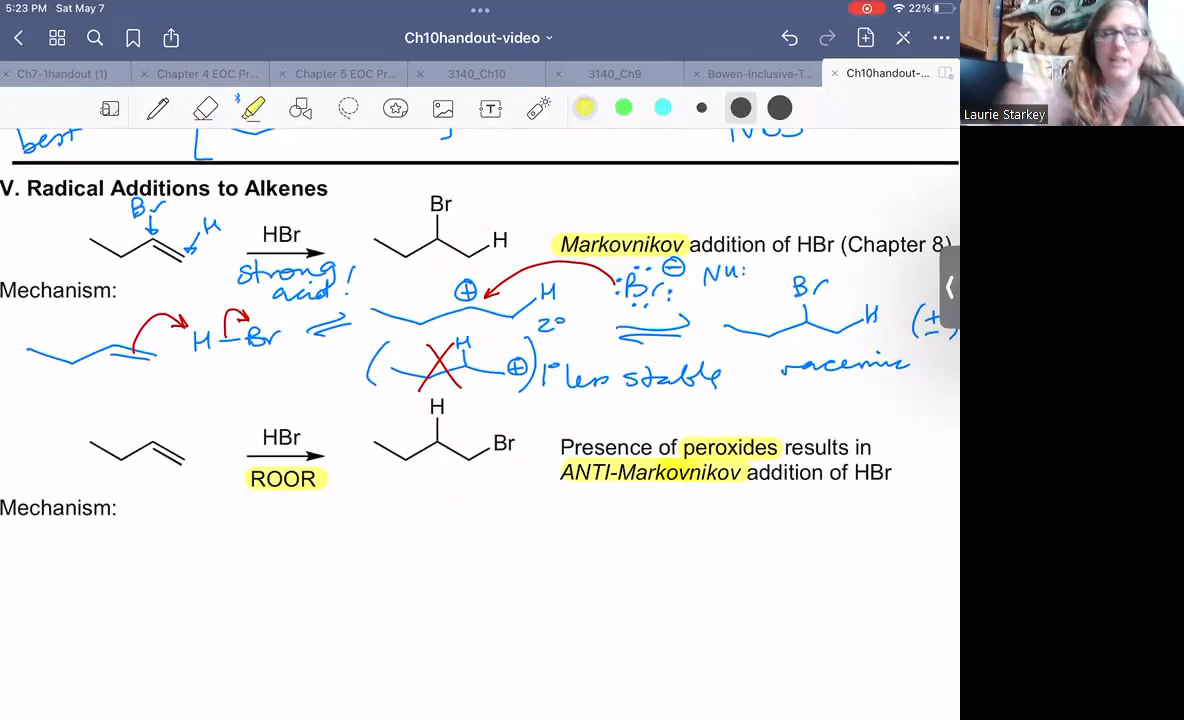 5:23 PM Sat May 7
22%
Ch10handout-video
Ch7-1handout (1)
Chapter 4 EOC Pr...
Chapter 5 EOC Pr...
3140_Ch10
3140_Ch9
Bowen-Inclusive-T...
Ch10handout-...
Laurie Starkey
best
V. Radical Additions to Alkenes
Br H
HBr
strong acid!
Br
H
Markovnikov addition of HBr (Chapter 8)
Mechanism:
H–Br
⊕ H
2°
:Br: ⊖ Nu:
Br
H (±)
racemic
( H ⊕ ) 1° less stable
HBr
ROOR
H
Br
Presence of peroxides results in
ANTI-Markovnikov addition of HBr
Mechanism: